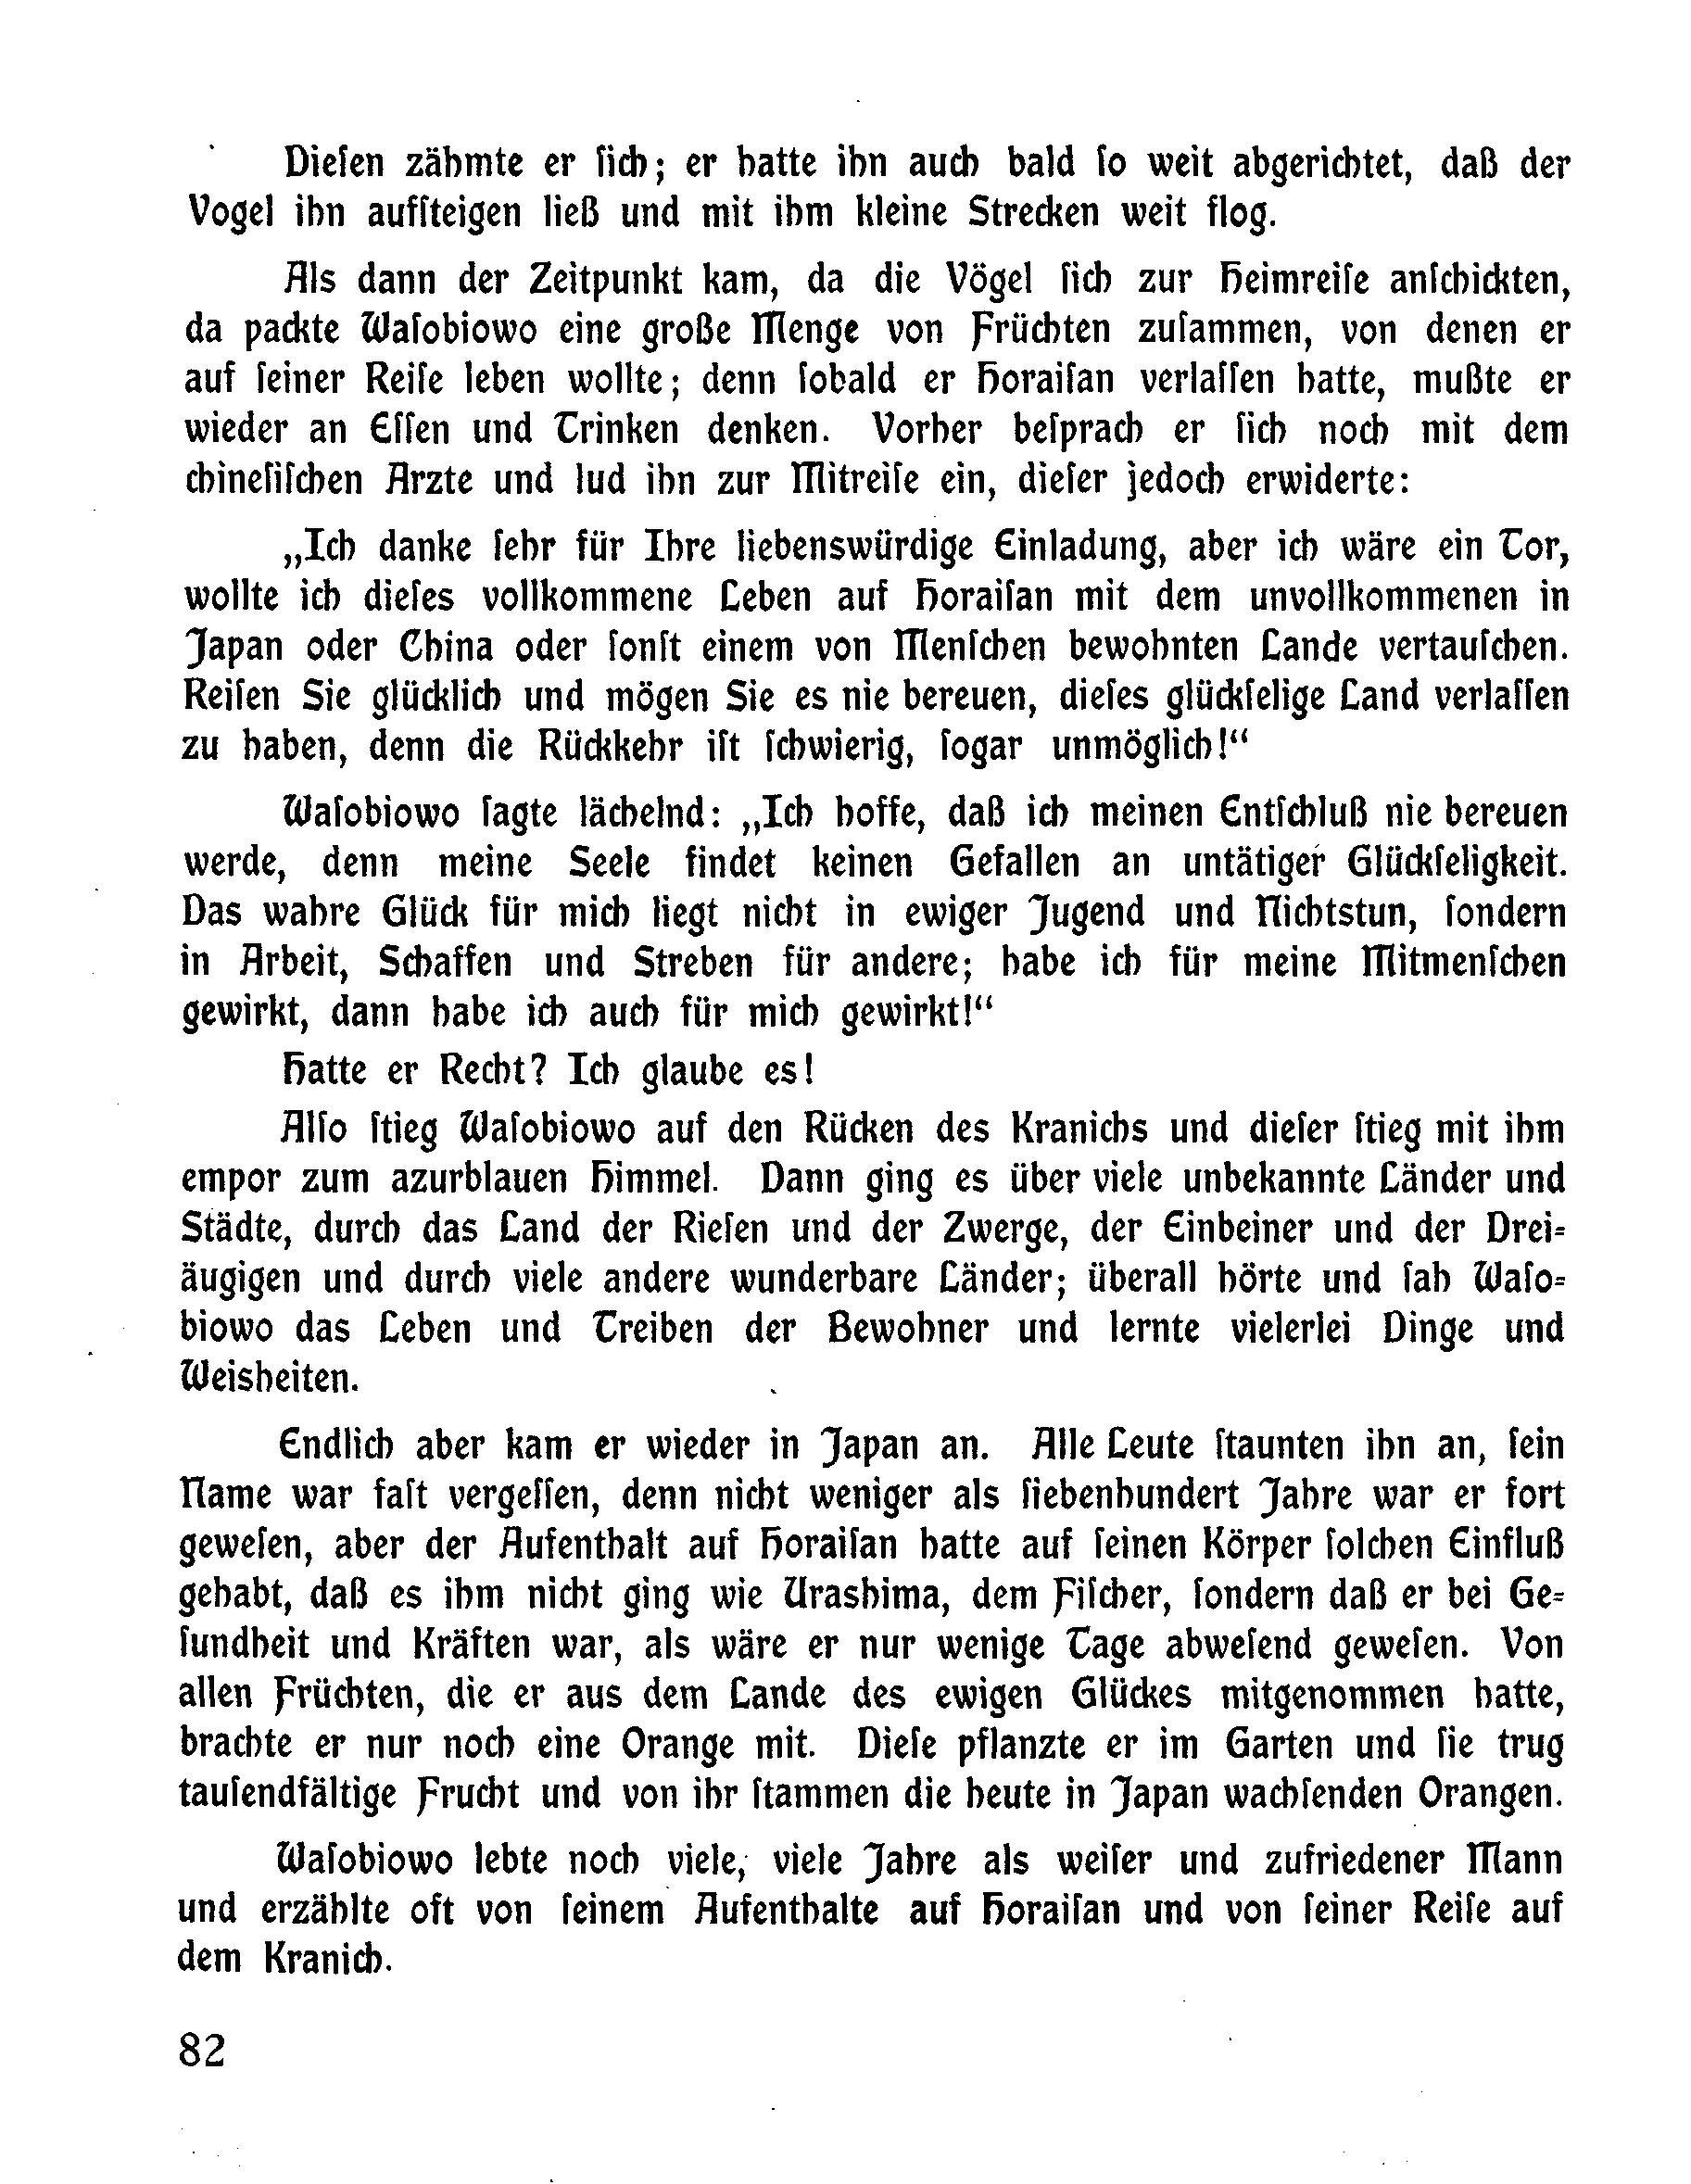 Dieſen zähmte er ſich; er hatte ihn auch bald ſo weit abgerichtet, daß der
Vogel ihn aufſteigen ließ und mit ihm kleine Strecken weit flog.
Als dann der Zeitpunkt kam, da die Vögel ſich zur Heimreiſe anſchickten,
da packte Waſobiowo eine große Menge von Früchten zuſammen, von denen er
auf ſeiner Reiſe leben wollte; denn ſobald er Horaiſan verlaſſen hatte, mußte er
wieder an Eſſen und Trinken denken. Vorher beſprach er ſich noch mit dem
chineſiſchen Arzte und lud ihn zur Mitreiſe ein, dieſer jedoch erwiderte:
„Ich danke ſehr für Ihre liebenswürdige Einladung, aber ich wäre ein Tor,
wollte ich dieſes vollkommene Leben auf Horaiſan mit dem unvollkommenen in
Japan oder China oder ſonſt einem von Menſchen bewohnten Lande vertauſchen.
Reiſen Sie glücklich und mögen Sie es nie bereuen, dieſes glückſelige Land verlaſſen
zu haben, denn die Rückkehr iſt ſchwierig, ſogar unmöglich!“
Waſobiowo ſagte lächelnd: „Ich hoffe, daß ich meinen Entſchluß nie bereuen
werde, denn meine Seele findet keinen Gefallen an untätiger Glückſeligkeit.
Das wahre Glück für mich liegt nicht in ewiger Jugend und Nichtstun, ſondern
in Arbeit, Schaffen und Streben für andere; habe ich für meine Mitmenſchen
gewirkt, dann habe ich auch für mich gewirkt!“
Hatte er Recht? Ich glaube es!
Alſo ſtieg Waſobiowo auf den Rücken des Kranichs und dieſer ſtieg mit ihm
empor zum azurblauen Himmel. Dann ging es über viele unbekannte Länder und
Städte, durch das Land der Rieſen und der Zwerge, der Einbeiner und der Drei-
äugigen und durch viele andere wunderbare Länder; überall hörte und ſah Waſo-
biowo das Leben und Treiben der Bewohner und lernte vielerlei Dinge und
Weisheiten.
Endlich aber kam er wieder in Japan an. Alle Leute ſtaunten ihn an, ſein
Name war faſt vergeſſen, denn nicht weniger als ſiebenhundert Jahre war er fort
geweſen, aber der Aufenthalt auf Horaiſan hatte auf ſeinen Körper ſolchen Einfluß
gehabt, daß es ihm nicht ging wie Urashima, dem Fiſcher, ſondern daß er bei Ge-
ſundheit und Kräften war, als wäre er nur wenige Tage abweſend geweſen. Von
allen Früchten, die er aus dem Lande des ewigen Glückes mitgenommen hatte,
brachte er nur noch eine Orange mit. Dieſe pflanzte er im Garten und ſie trug
tauſendfältige Frucht und von ihr ſtammen die heute in Japan wachſenden Orangen.
Waſobiowo lebte noch viele, viele Jahre als weiſer und zufriedener Mann
und erzählte oft von ſeinem Aufenthalte auf Horaiſan und von ſeiner Reiſe auf
dem Kranich.
82